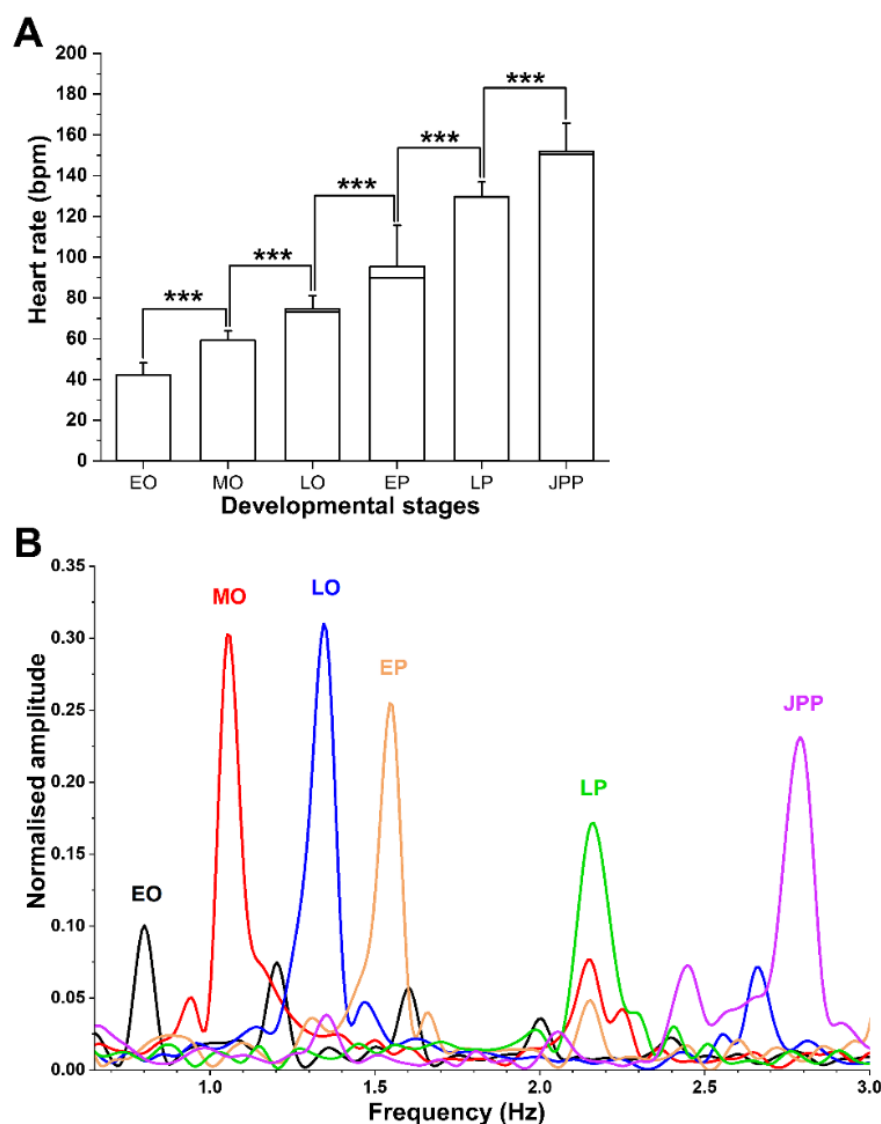 A
200
180
160
140
120
100
80
60
40
20
0
Heart rate (bpm)
***
***
***
***
***
EO MO LO EP LP JPP
Developmental stages
B
0.35
0.30
0.25
0.20
0.15
0.10
0.05
0.00
Normalised amplitude
MO
LO
EP
JPP
LP
EO
1.0 1.5 2.0 2.5 3.0
Frequency (Hz)